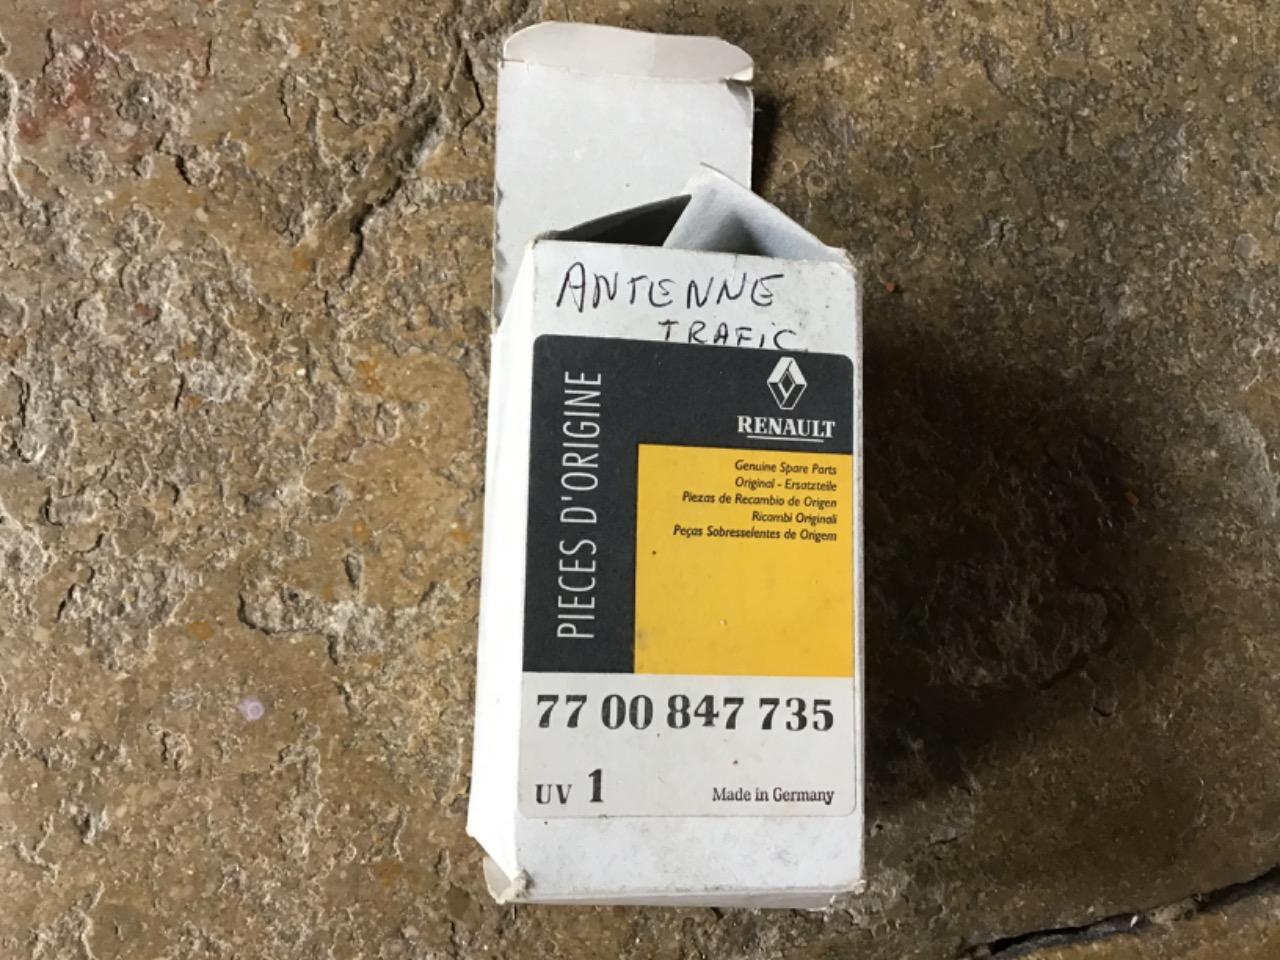 ANTENNE
TRAFIC
PIECES D'ORIGINE
RENAULT
Genuine Spare Parts
Original - Ersatzteile
Piezas de Recambio de Origen
Ricambi Originali
Peças Sobresselentes de Origem
77 00 847 735
UV 1
Made in Germany